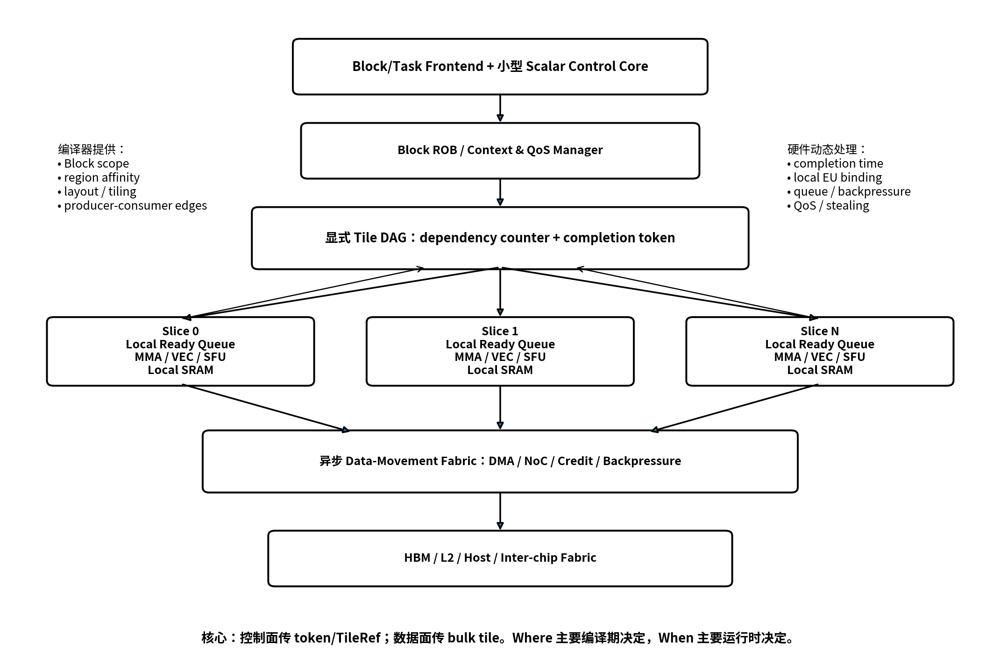 Block/Task Frontend + 小型 Scalar Control Core
Block ROB / Context & QoS Manager
编译器提供：
• Block scope
• region affinity
• layout / tiling
• producer-consumer edges
硬件动态处理：
• completion time
• local EU binding
• queue / backpressure
• QoS / stealing
显式 Tile DAG：dependency counter + completion token
Slice 0
Local Ready Queue
MMA / VEC / SFU
Local SRAM
Slice 1
Local Ready Queue
MMA / VEC / SFU
Local SRAM
Slice N
Local Ready Queue
MMA / VEC / SFU
Local SRAM
异步 Data-Movement Fabric：DMA / NoC / Credit / Backpressure
HBM / L2 / Host / Inter-chip Fabric
核心：控制面传 token/TileRef；数据面传 bulk tile。Where 主要编译期决定，When 主要运行时决定。